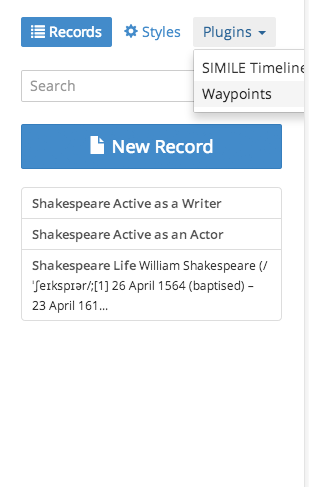 Records Styles Plugins
SIMILE Timeline
Waypoints
Search
New Record
Shakespeare Active as a Writer
Shakespeare Active as an Actor
Shakespeare Life William Shakespeare (/
ˈʃeɪkspɪər/;[1] 26 April 1564 (baptised) –
23 April 161...